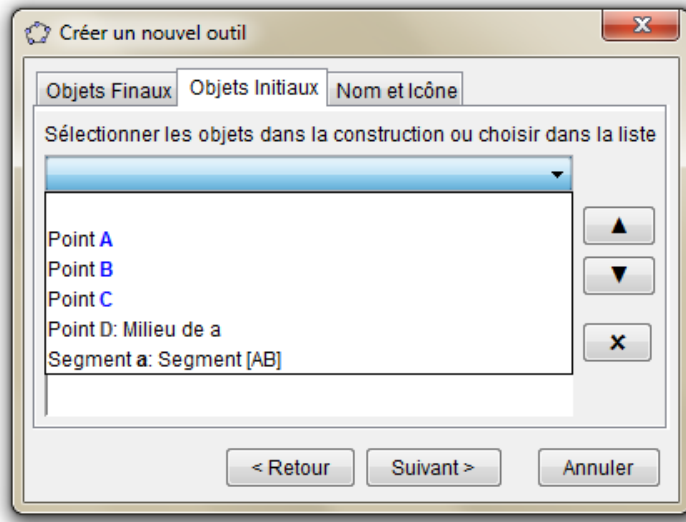 Créer un nouvel outil
Objets Finaux Objets Initiaux Nom et Icône
Sélectionner les objets dans la construction ou choisir dans la liste
Point A
Point B
Point C
Point D: Milieu de a
Segment a: Segment [AB]
< Retour Suivant > Annuler